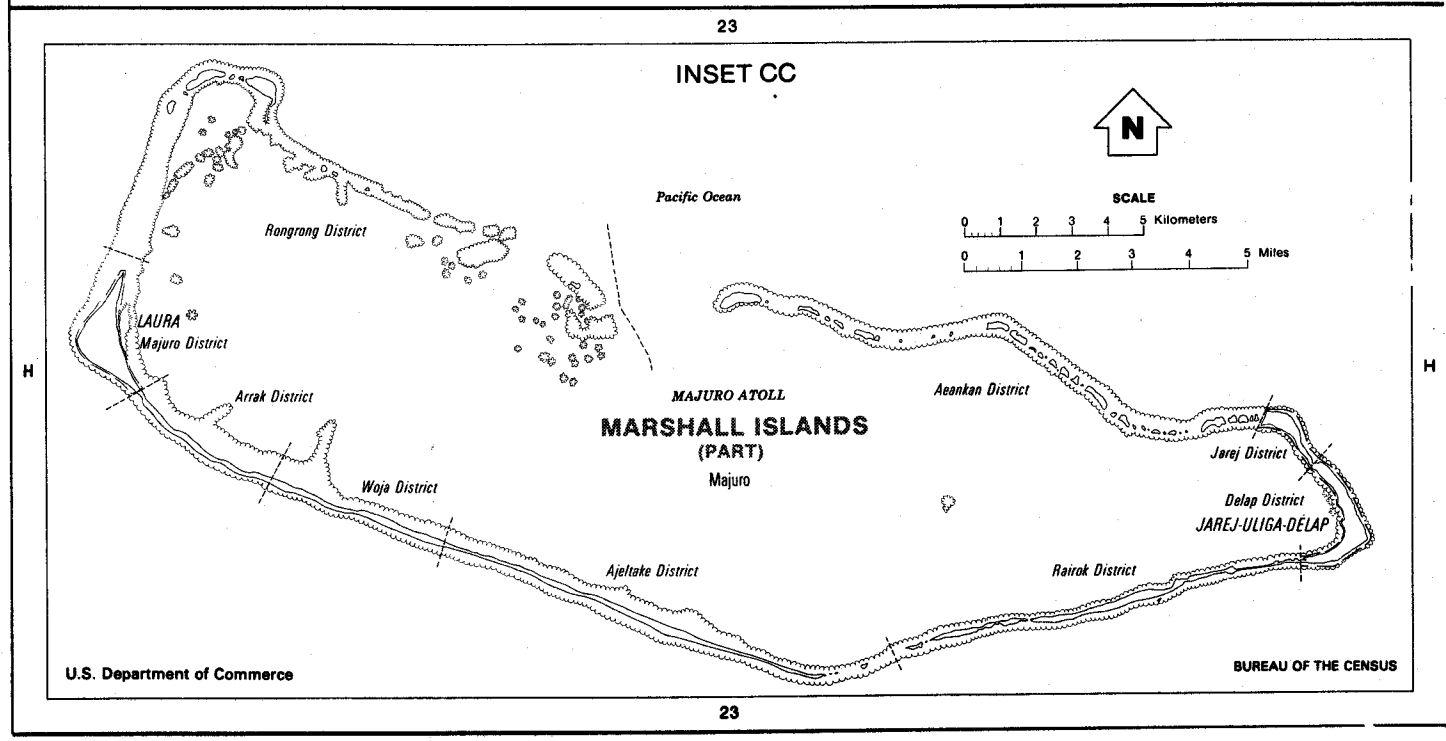 23
INSET CC
N
Pacific Ocean
SCALE
0 1 2 3 4 5 Kilometers
0 1 2 3 4 5 Miles
Rongrong District
LAURA
Majuro District
H
H
Arrak District
MAJURO ATOLL
Aeankan District
MARSHALL ISLANDS
(PART)
Majuro
Jarej District
Woja District
Delap District
JAREJ-ULIGA-DELAP
Ajeltake District
Rairok District
U.S. Department of Commerce
BUREAU OF THE CENSUS
23